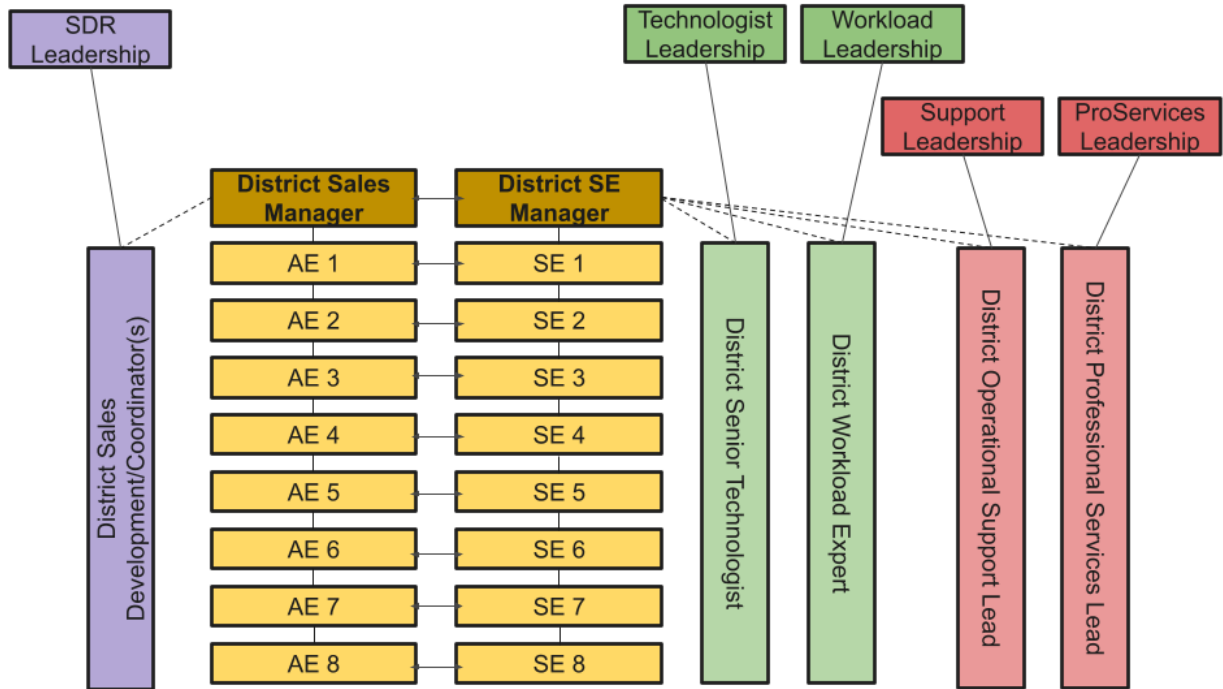 SDR
Leadership
Technologist
Leadership
Workload
Leadership
Support
Leadership
ProServices
Leadership
District Sales
Manager
District SE
Manager
AE 1
SE 1
AE 2
SE 2
AE 3
SE 3
AE 4
SE 4
AE 5
SE 5
AE 6
SE 6
AE 7
SE 7
AE 8
SE 8
District Sales
Development/Coordinator(s)
District Senior Technologist
District Workload Expert
District Operational Support Lead
District Professional Services Lead